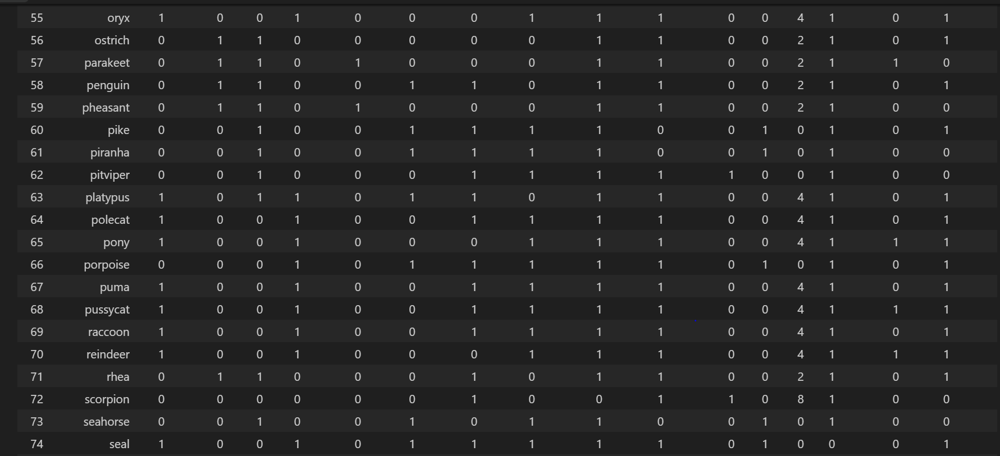 55 oryx 1 0 0 1 0 0 0 1 1 1 0 0 4 1 0 1
56 ostrich 0 1 1 0 0 0 0 0 1 1 0 0 2 1 0 1
57 parakeet 0 1 1 0 1 0 0 0 1 1 0 0 2 1 1 0
58 penguin 0 1 1 0 0 1 1 0 1 1 0 0 2 1 0 1
59 pheasant 0 1 1 0 1 0 0 0 1 1 0 0 2 1 0 0
60 pike 0 0 1 0 0 1 1 1 1 0 0 1 0 1 0 1
61 piranha 0 0 1 0 0 1 1 1 1 0 0 1 0 1 0 0
62 pitviper 0 0 1 0 0 0 1 1 1 1 1 0 0 1 0 0
63 platypus 1 0 1 1 0 1 1 0 1 1 0 0 4 1 0 1
64 polecat 1 0 0 1 0 0 1 1 1 1 0 0 4 1 0 1
65 pony 1 0 0 1 0 0 0 1 1 1 0 0 4 1 1 1
66 porpoise 0 0 0 1 0 1 1 1 1 1 0 1 0 1 0 1
67 puma 1 0 0 1 0 0 1 1 1 1 0 0 4 1 0 1
68 pussycat 1 0 0 1 0 0 1 1 1 1 0 0 4 1 1 1
69 raccoon 1 0 0 1 0 0 1 1 1 1 0 0 4 1 0 1
70 reindeer 1 0 0 1 0 0 0 1 1 1 0 0 4 1 1 1
71 rhea 0 1 1 0 0 0 1 0 1 1 0 0 2 1 0 1
72 scorpion 0 0 0 0 0 0 1 0 0 1 1 0 8 1 0 0
73 seahorse 0 0 1 0 0 1 0 1 1 0 0 1 0 1 0 0
74 seal 1 0 0 1 0 1 1 1 1 1 0 1 0 0 0 1